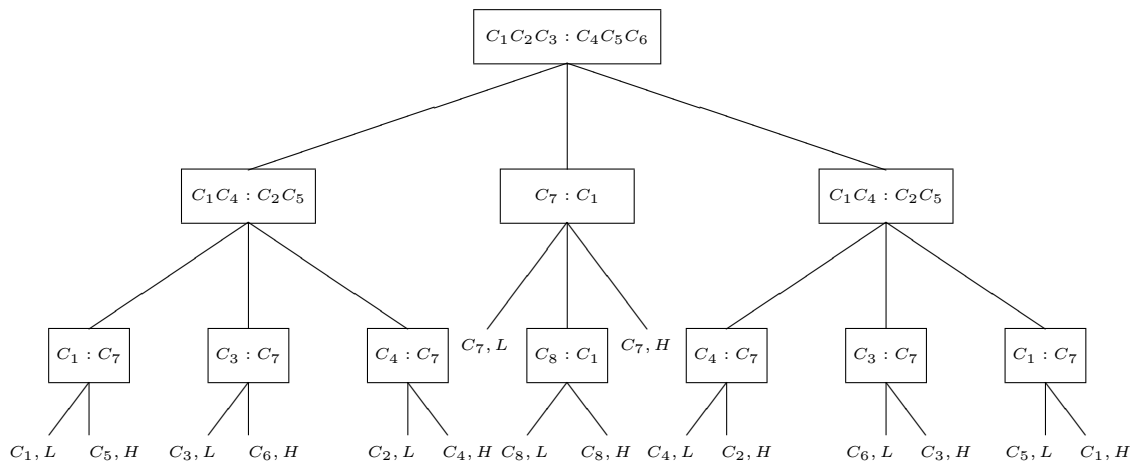 C₁C₂C₃ : C₄C₅C₆
C₁C₄ : C₂C₅ C₇ : C₁ C₁C₄ : C₂C₅
C₁ : C₇ C₃ : C₇ C₄ : C₇ C₇, L C₈ : C₁ C₇, H C₄ : C₇ C₃ : C₇ C₁ : C₇
C₁, L C₅, H C₃, L C₆, H C₂, L C₄, H C₈, L C₈, H C₄, L C₂, H C₆, L C₃, H C₅, L C₁, H